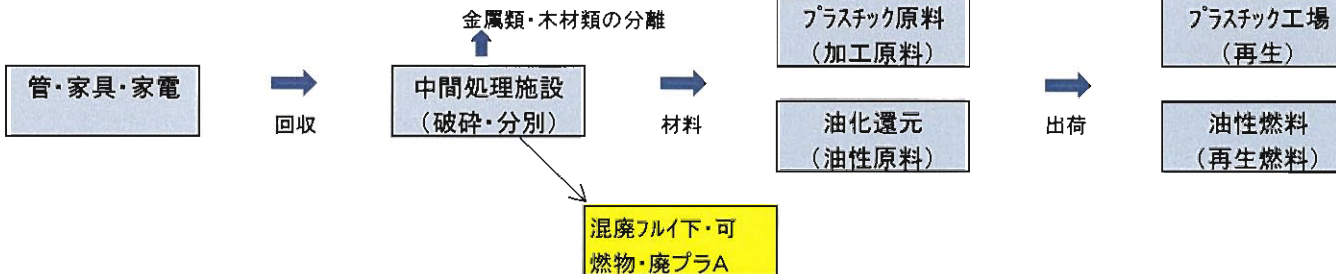 金属類・木材類の分離
管・家具・家電
回収
中間処理施設
(破砕・分別)
材料
プラスチック原料
(加工原料)
油化還元
(油性原料)
出荷
プラスチック工場
(再生)
油性燃料
(再生燃料)
混廃フルイ下・可
燃物・廃プラA